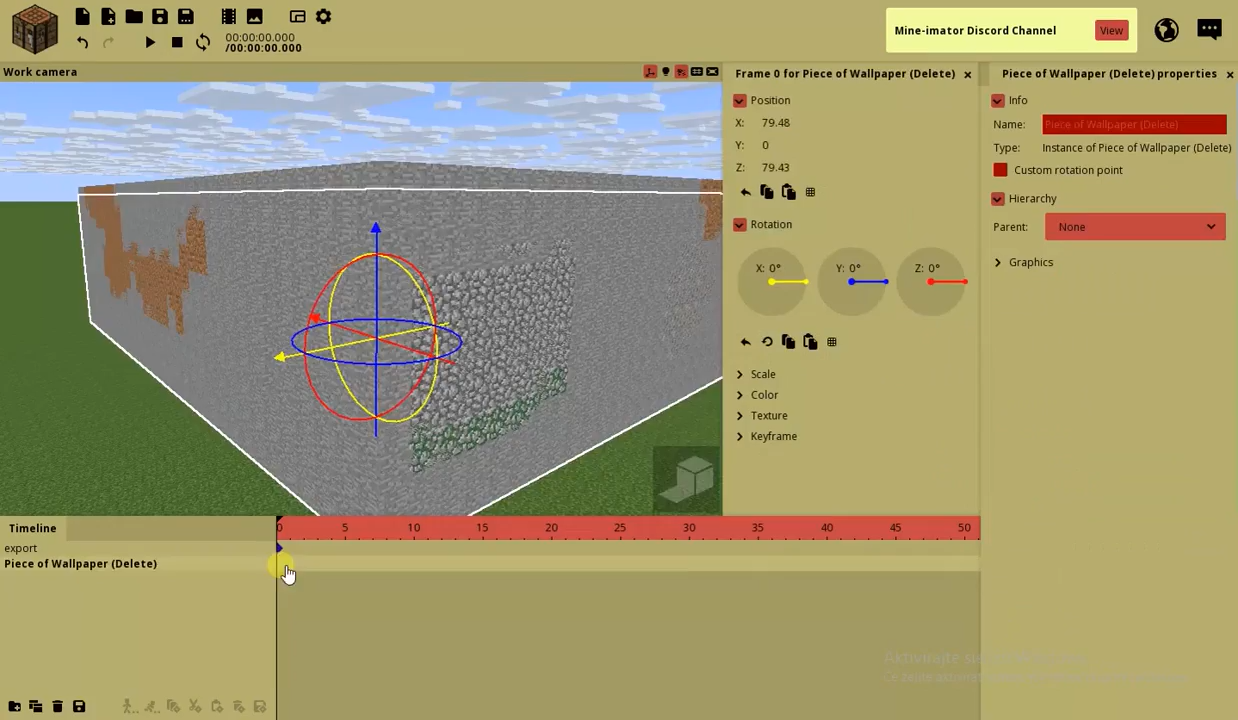 00:00:00.000
/00:00:00.000
Mine-imator Discord Channel
View
Work camera
Frame 0 for Piece of Wallpaper (Delete)
Position
X: 79.48
Y: 0
Z: 79.43
Rotation
X: 0°
Y: 0°
Z: 0°
Scale
Color
Texture
Keyframe
Piece of Wallpaper (Delete) properties
Info
Name: Piece of Wallpaper (Delete)
Type: Instance of Piece of Wallpaper (Delete)
Custom rotation point
Hierarchy
Parent: None
Graphics
Timeline
0 5 10 15 20 25 30 35 40 45 50
export
Piece of Wallpaper (Delete)